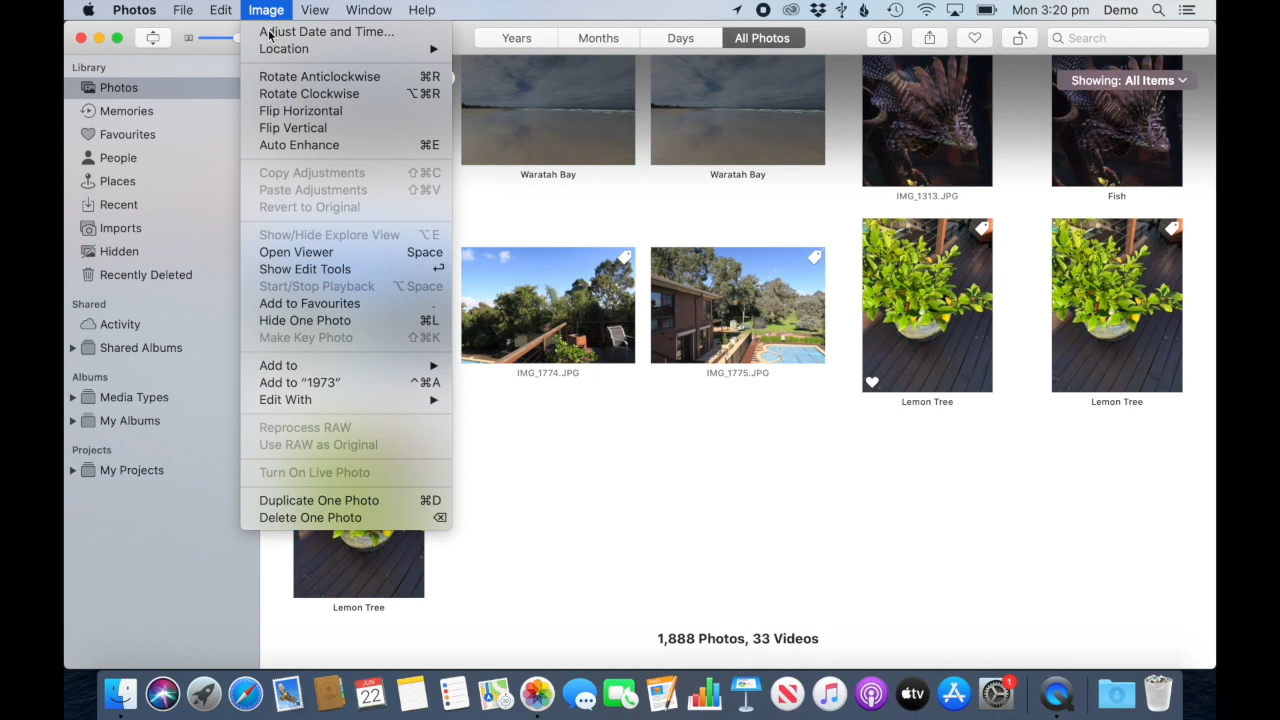 Photos File Edit Image View Window Help Mon 3:20 pm Demo
Years Months Days All Photos Search
Showing: All Items
Library
Photos
Memories
Favourites
People
Places
Recent
Imports
Hidden
Recently Deleted
Shared
Activity
Shared Albums
Albums
Media Types
My Albums
Projects
My Projects
Adjust Date and Time...
Location
Rotate Anticlockwise ⌘R
Rotate Clockwise ⌥⌘R
Flip Horizontal
Flip Vertical
Auto Enhance ⌘E
Copy Adjustments ⇧⌘C
Paste Adjustments ⇧⌘V
Revert to Original
Show/Hide Explore View ⌥E
Open Viewer Space
Show Edit Tools ↩
Start/Stop Playback ⌥Space
Add to Favourites .
Hide One Photo ⌘L
Make Key Photo ⇧⌘K
Add to
Add to “1973” ^⌘A
Edit With
Reprocess RAW
Use RAW as Original
Turn On Live Photo
Duplicate One Photo ⌘D
Delete One Photo ⌫
Waratah Bay Waratah Bay IMG_1313.JPG Fish
IMG_1774.JPG IMG_1775.JPG Lemon Tree Lemon Tree
Lemon Tree
1,888 Photos, 33 Videos
JUN
22
tv
1